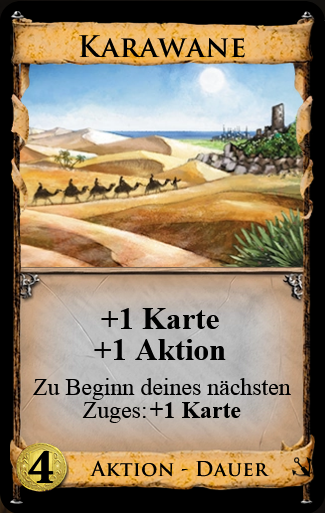 Karawane
+1 Karte
+1 Aktion
Zu Beginn deines nächsten
Zuges:+1 Karte
4
Aktion - Dauer